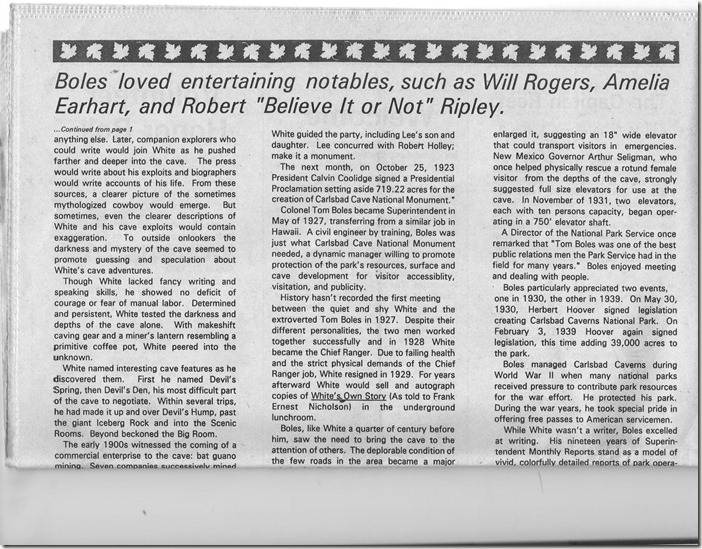 Boles loved entertaining notables, such as Will Rogers, Amelia
Earhart, and Robert "Believe It or Not" Ripley.
...Continued from page 1
anything else. Later, companion explorers who
could write would join White as he pushed
farther and deeper into the cave. The press
would write about his exploits and biographers
would write accounts of his life. From these
sources, a clearer picture of the sometimes
mythologized cowboy would emerge. But
sometimes, even the clearer descriptions of
White and his cave exploits would contain
exaggeration. To outside onlookers the
darkness and mystery of the cave seemed to
promote guessing and speculation about
White's cave adventures.
Though White lacked fancy writing and
speaking skills, he showed no deficit of
courage or fear of manual labor. Determined
and persistent, White tested the darkness and
depths of the cave alone. With makeshift
caving gear and a miner's lantern resembling a
primitive coffee pot, White peered into the
unknown.
White named interesting cave features as he
discovered them. First he named Devil's
Spring, then Devil's Den, his most difficult part
of the cave to negotiate. Within several trips,
he had made it up and over Devil's Hump, past
the giant Iceberg Rock and into the Scenic
Rooms. Beyond beckoned the Big Room.
The early 1900s witnessed the coming of a
commercial enterprise to the cave: bat guano
mining. Seven companies successively mined
White guided the party, including Lee's son and
daughter. Lee concurred with Robert Holley;
make it a monument.
The next month, on October 25, 1923
President Calvin Coolidge signed a Presidential
Proclamation setting aside 719.22 acres for the
creation of Carlsbad Cave National Monument."
Colonel Tom Boles became Superintendent in
May of 1927, transferring from a similar job in
Hawaii. A civil engineer by training, Boles was
just what Carlsbad Cave National Monument
needed, a dynamic manager willing to promote
protection of the park's resources, surface and
cave development for visitor accessiblity,
visitation, and publicity.
History hasn't recorded the first meeting
between the quiet and shy White and the
extroverted Tom Boles in 1927. Despite their
different personalities, the two men worked
together successfully and in 1928 White
became the Chief Ranger. Due to failing health
and the strict physical demands of the Chief
Ranger job, White resigned in 1929. For years
afterward White would sell and autograph
copies of White's Own Story (As told to Frank
Ernest Nicholson) in the underground
lunchroom.
Boles, like White a quarter of century before
him, saw the need to bring the cave to the
attention of others. The deplorable condition of
the few roads in the area became a major
enlarged it, suggesting an 18" wide elevator
that could transport visitors in emergencies.
New Mexico Governor Arthur Seligman, who
once helped physically rescue a rotund female
visitor from the depths of the cave, strongly
suggested full size elevators for use at the
cave. In November of 1931, two elevators,
each with ten persons capacity, began oper-
ating in a 750' elevator shaft.
A Director of the National Park Service once
remarked that "Tom Boles was one of the best
public relations men the Park Service had in the
field for many years." Boles enjoyed meeting
and dealing with people.
Boles particularly appreciated two events,
one in 1930, the other in 1939. On May 30,
1930, Herbert Hoover signed legislation
creating Carlsbad Caverns National Park. On
February 3, 1939 Hoover again signed
legislation, this time adding 39,000 acres to
the park.
Boles managed Carlsbad Caverns during
World War II when many national parks
received pressure to contribute park resources
for the war effort. He protected his park.
During the war years, he took special pride in
offering free passes to American servicemen.
While White wasn't a writer, Boles excelled
at writing. His nineteen years of Superin-
tendent Monthly Reports stand as a model of
vivid, colorfully detailed reports of park opera-